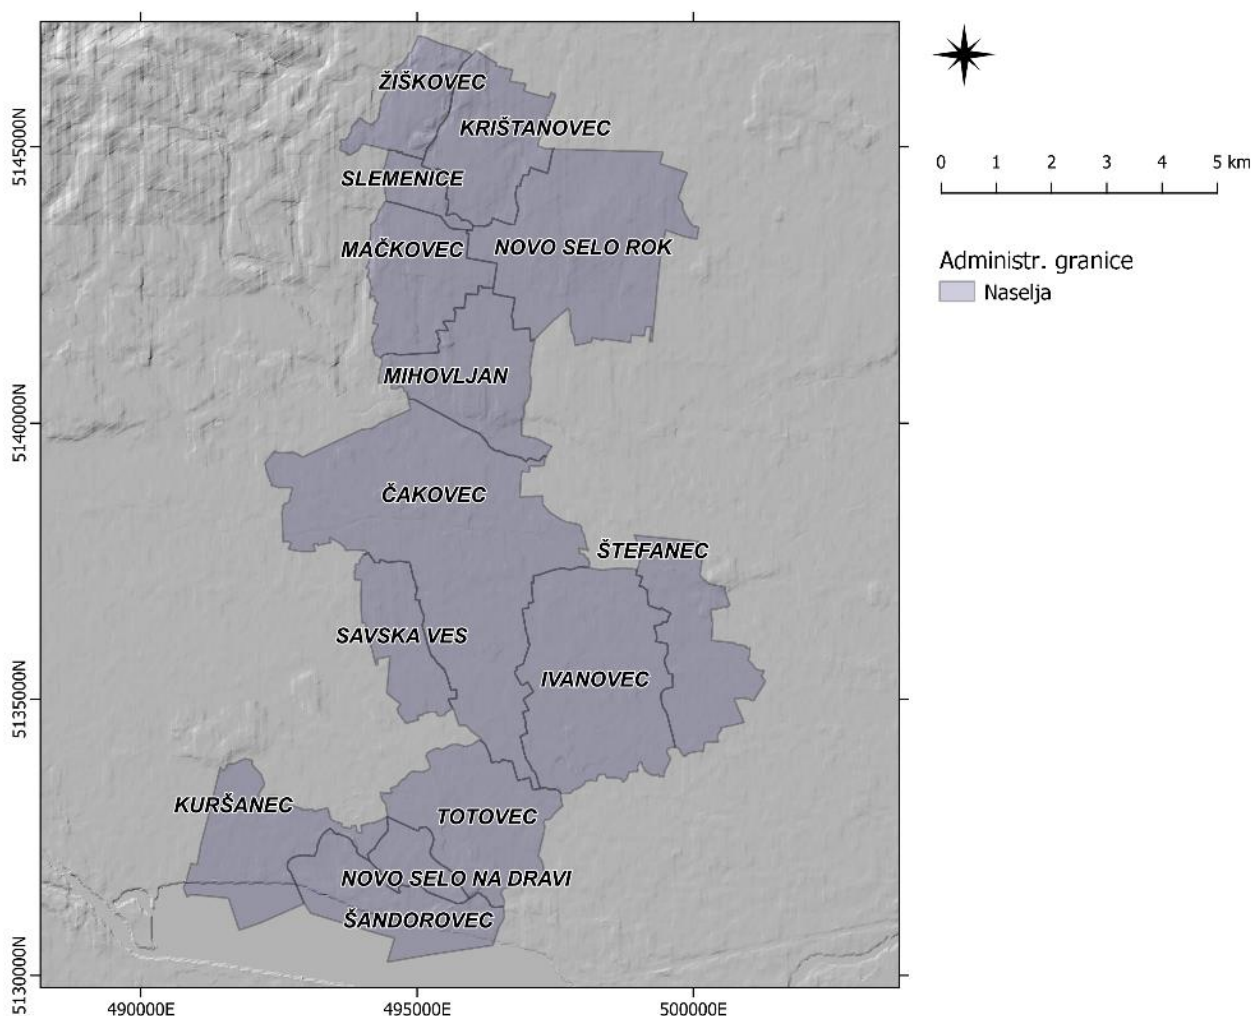 ŽIŠKOVEC
KRIŠTANOVEC
SLEMENICE
MAČKOVEC
NOVO SELO ROK
MIHOVLJAN
ČAKOVEC
ŠTEFANEC
SAVSKA VES
IVANOVEC
KURŠANEC
TOTOVEC
NOVO SELO NA DRAVI
ŠANDOROVEC
5145000N
5140000N
5135000N
5130000N
490000E
495000E
500000E
0 1 2 3 4 5 km
Administr. granice
Naselja